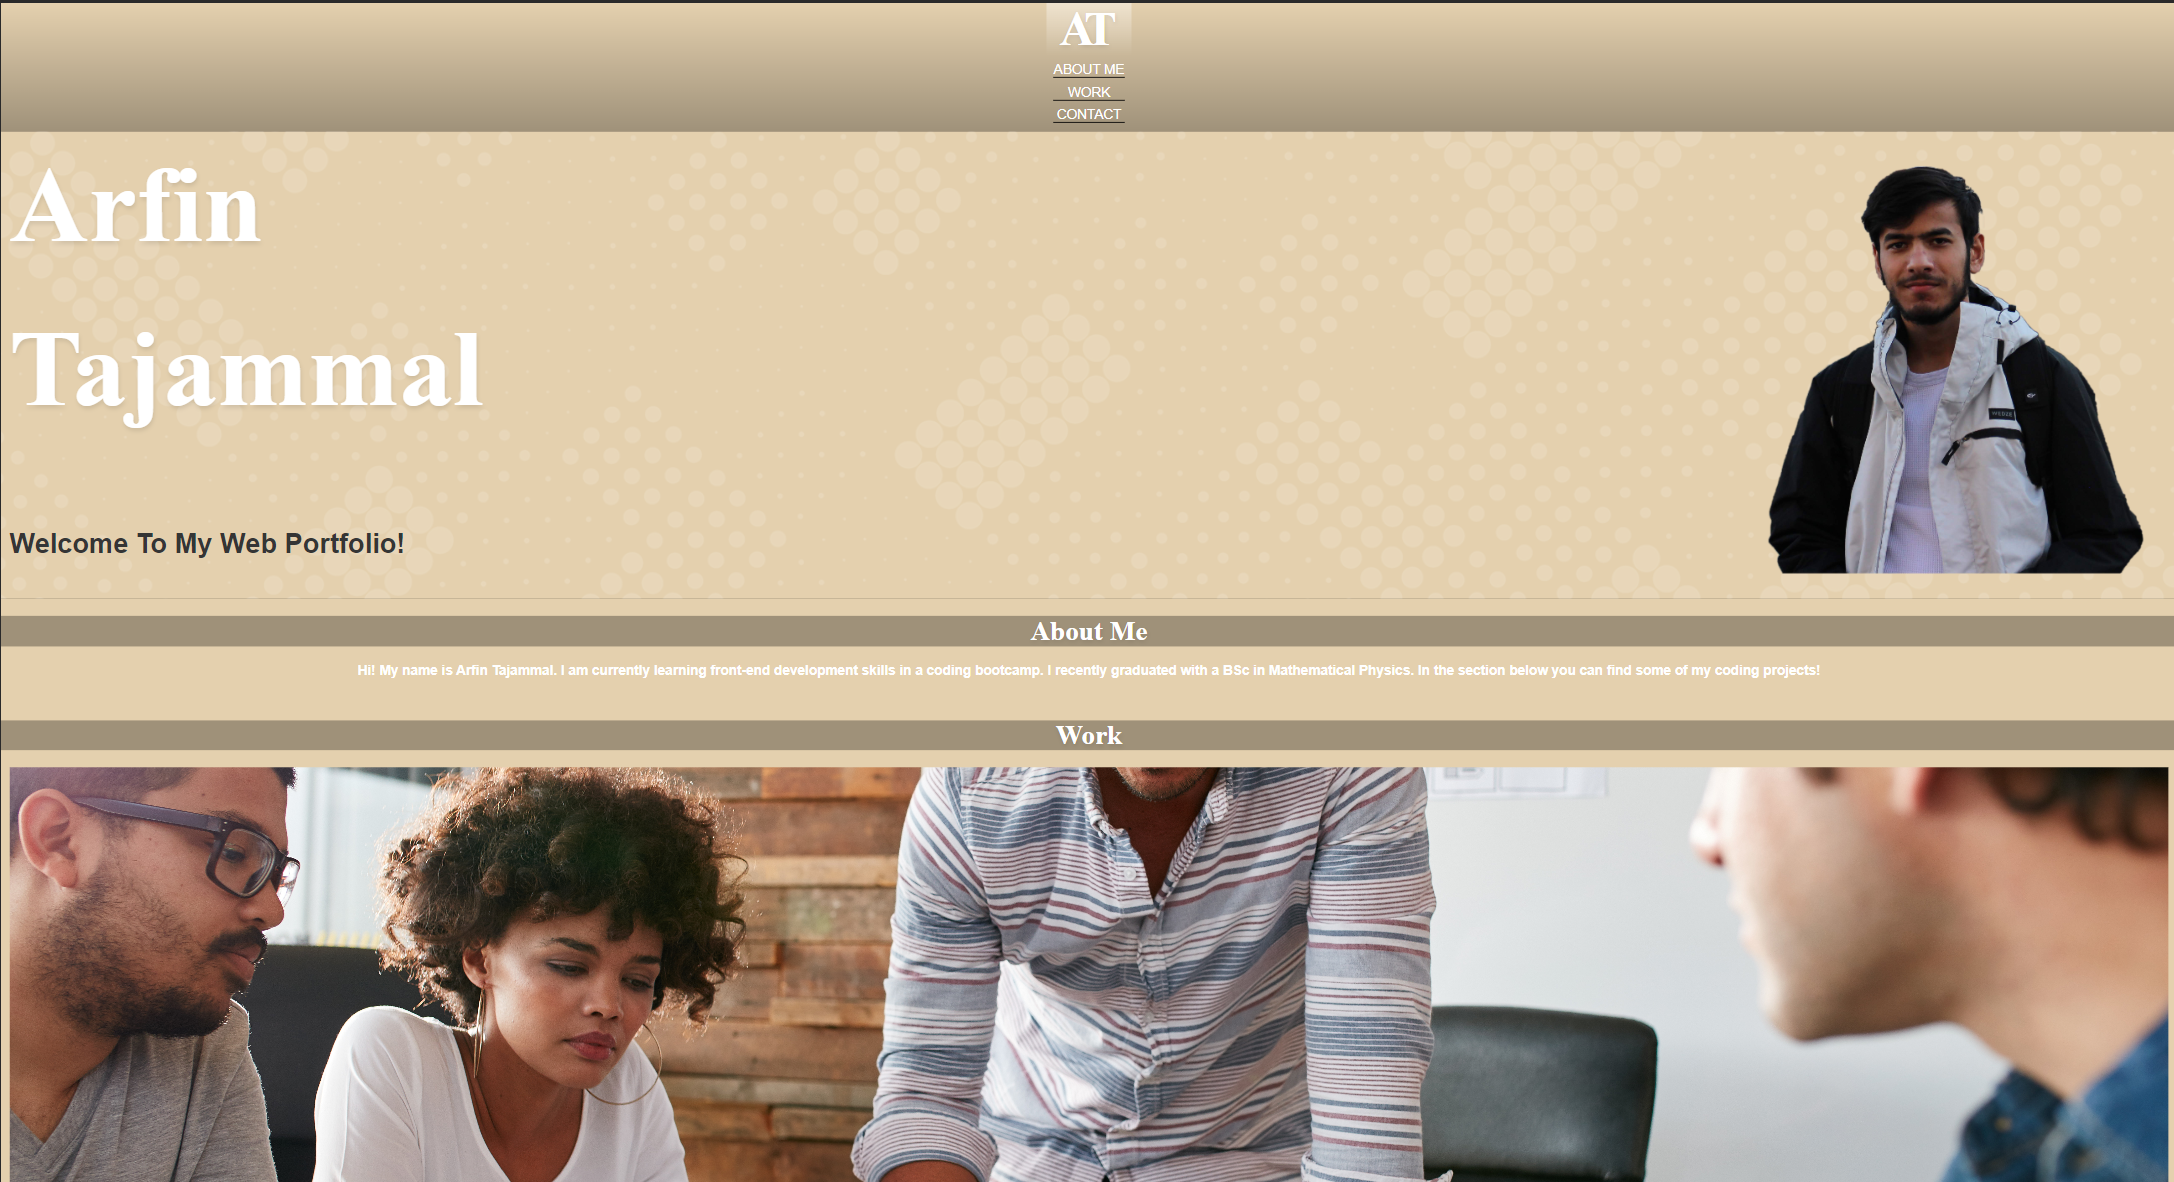 AT
ABOUT ME
WORK
CONTACT
Arfin
Tajammal
Welcome To My Web Portfolio!
About Me
Hi! My name is Arfin Tajammal. I am currently learning front-end development skills in a coding bootcamp. I recently graduated with a BSc in Mathematical Physics. In the section below you can find some of my coding projects!
Work